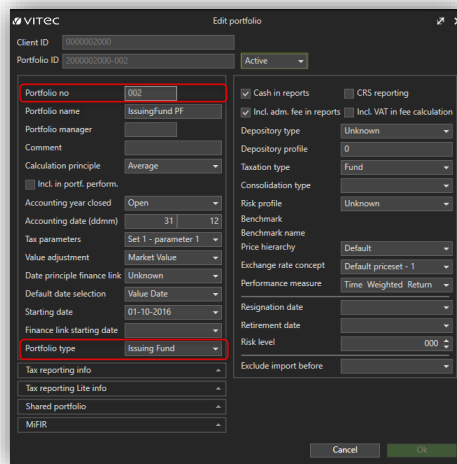 VITEC
Edit portfolio
Client ID 0000002000
Portfolio ID 2000002000-002
Active
Portfolio no 002
Portfolio name IssuingFund PF
Portfolio manager
Comment
Calculation principle Average
Incl. in portf. perform.
Accounting year closed Open
Accounting date (ddmm) 31 12
Tax parameters Set 1 - parameter 1
Value adjustment Market Value
Date principle finance link Unknown
Default date selection Value Date
Starting date 01-10-2016
Finance link starting date
Portfolio type Issuing Fund
Tax reporting info
Tax reporting Lite info
Shared portfolio
MiFIR
Cash in reports CRS reporting
Incl. adm. fee in reports Incl. VAT in fee calculation
Depository type Unknown
Depository profile 0
Taxation type Fund
Consolidation type
Risk profile Unknown
Benchmark
Benchmark name
Price hierarchy Default
Exchange rate concept Default priceset - 1
Performance measure Time Weighted Return
Resignation date
Retirement date
Risk level 000
Exclude import before
Cancel Ok